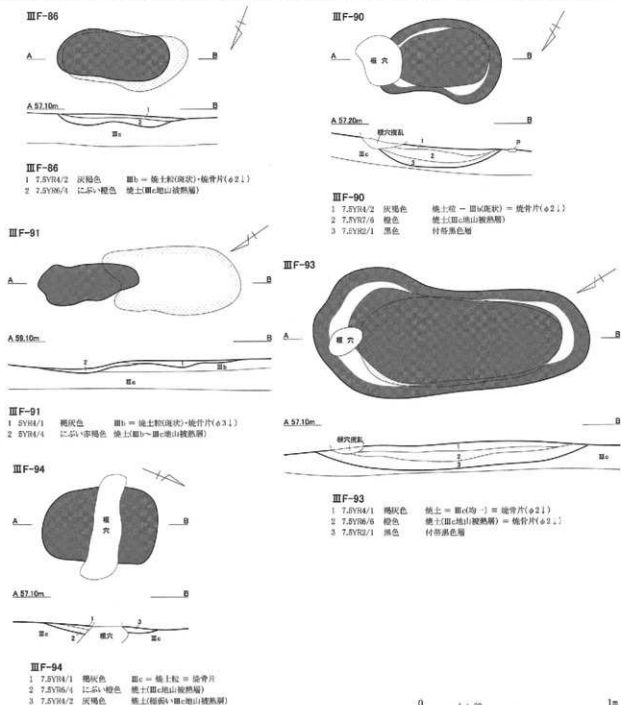 ⅢF-86
A
B
A 57.10m
B
1
2
Ⅲc
ⅢF-86
1 7.5YR4/2 灰褐色 Ⅲb = 焼土粒(斑状)・焼骨片(φ2↓)
2 7.5YR6/4 にぶい橙色 焼土(Ⅲc地山被熱層)
ⅢF-90
根穴
A
B
A 57.20m
B
根穴撹乱
1
P
Ⅲc
2
3
ⅢF-90
1 7.5YR4/2 灰褐色 焼土粒 - Ⅲb(斑状) = 焼骨片(φ2↓)
2 7.5YR7/6 橙色 焼土(Ⅲc地山被熱層)
3 7.5YR2/1 黒色 付帯黒色層
ⅢF-91
A
B
A 59.10m
B
2
1
Ⅲb
Ⅲc
ⅢF-91
1 5YR4/1 褐灰色 Ⅲb = 焼土粒(斑状)・焼骨片(φ3↓)
2 5YR4/4 にぶい赤褐色 焼土(Ⅲb~Ⅲc地山被熱層)
ⅢF-93
A
根穴
B
A 57.10m
B
根穴撹乱
1
2
3
Ⅲc
ⅢF-93
1 7.5YR4/1 褐灰色 焼土 = Ⅲc(均一) ≡ 焼骨片(φ2↓)
2 7.5YR6/6 橙色 焼土(Ⅲc地山被熱層) = 焼骨片(φ2↓)
3 7.5YR2/1 黒色 付帯黒色層
ⅢF-94
A
根穴
B
A 57.10m
B
1
3
Ⅲc
2
根穴
Ⅲc
ⅢF-94
1 7.5YR4/1 褐灰色 Ⅲc = 焼土粒 ≡ 焼骨片
2 7.5YR6/4 にぶい橙色 焼土(Ⅲc地山被熱層)
3 7.5YR4/2 灰褐色 焼土(極弱いⅢc地山被熱層)
0
1m